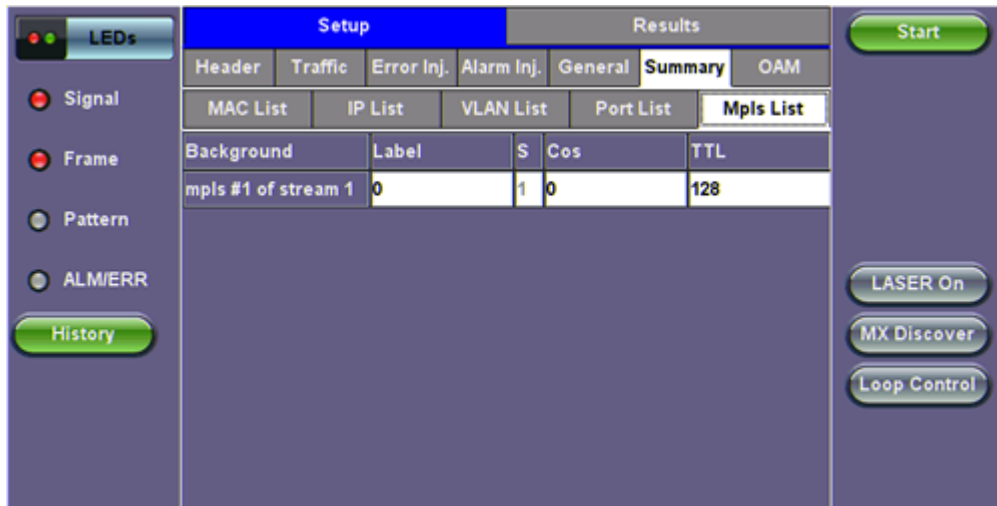 LEDs
Signal
Frame
Pattern
ALM/ERR
History
Setup Results
Header Traffic Error Inj. Alarm Inj. General Summary OAM
MAC List IP List VLAN List Port List Mpls List
Background Label S Cos TTL
mpls #1 of stream 1 0 1 0 128
Start
LASER On
MX Discover
Loop Control